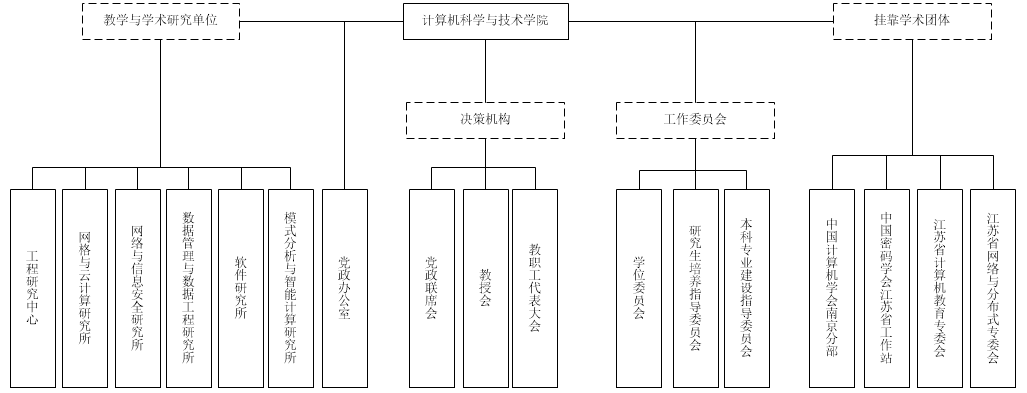 教学与学术研究单位
计算机科学与技术学院
挂靠学术团体
决策机构
工作委员会
工程研究中心
网格与云计算研究所
网络与信息安全研究所
数据管理与数据工程研究所
软件研究所
模式分析与智能计算研究所
党政办公室
党政联席会
教授会
教职工代表大会
学位委员会
研究生培养指导委员会
本科专业建设指导委员会
中国计算机学会南京分部
中国密码学会江苏省工作站
江苏省计算机教育专委会
江苏省网络与分布式专委会